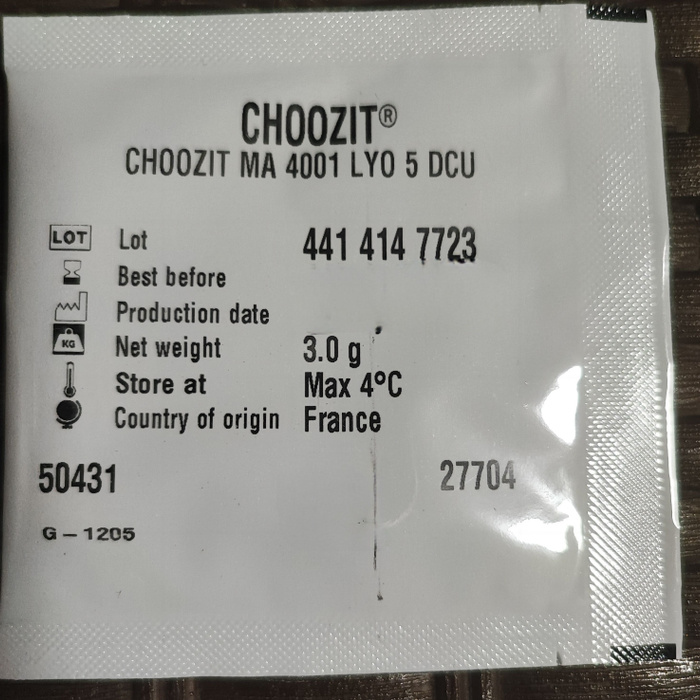 CHOOZIT®
CHOOZIT MA 4001 LYO 5 DCU
LOT Lot 441 414 7723
Best before
Production date
KG Net weight 3.0 g
Store at Max 4°C
Country of origin France
50431 27704
G – 1205